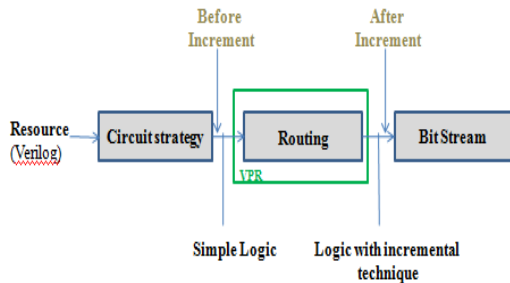 Before
Increment
After
Increment
Resource
(Verilog)
Circuit strategy
Routing
Bit Stream
VPR
Simple Logic
Logic with incremental
technique